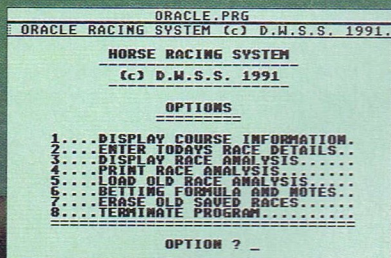 ORACLE.PRG
ORACLE RACING SYSTEM (c) D.W.S.S. 1991.
HORSE RACING SYSTEM
(c) D.W.S.S 1991
OPTIONS
1....DISPLAY COURSE INFORMATION.
2....ENTER TODAYS RACE DETAILS..
3....DISPLAY RACE ANALYSIS......
4....PRINT RACE ANALYSIS........
5....LOAD OLD RACE ANALYSIS.....
6....BETTING FORMULA AND NOTES..
7....ERASE OLD SAVED RACES......
8....TERMINATE PROGRAM..........
OPTION ? _